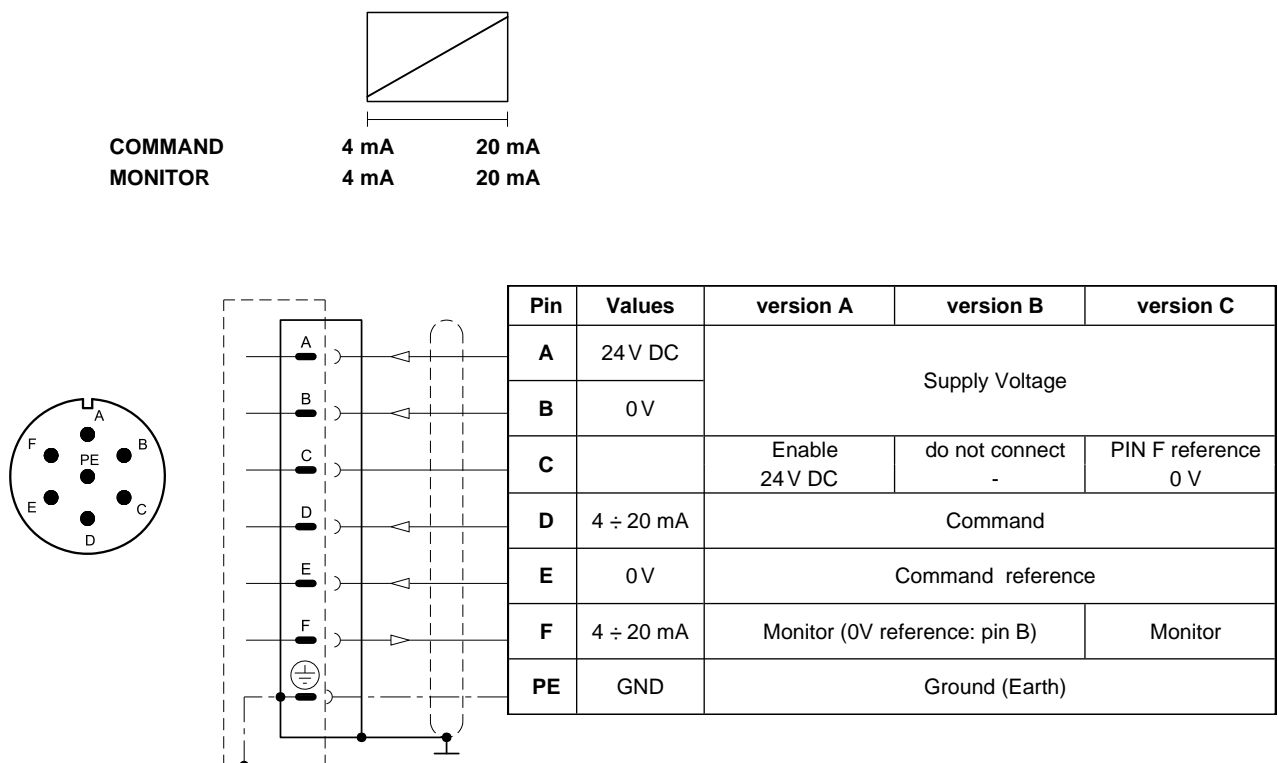 COMMAND 4 mA 20 mA
MONITOR 4 mA 20 mA
Pin Values version A version B version C
A 24 V DC Supply Voltage
B 0 V
C Enable do not connect PIN F reference
24 V DC - 0 V
D 4 ÷ 20 mA Command
E 0 V Command reference
F 4 ÷ 20 mA Monitor (0V reference: pin B) Monitor
PE GND Ground (Earth)
A
B
C
D
E
F
A
F B
PE
E C
D